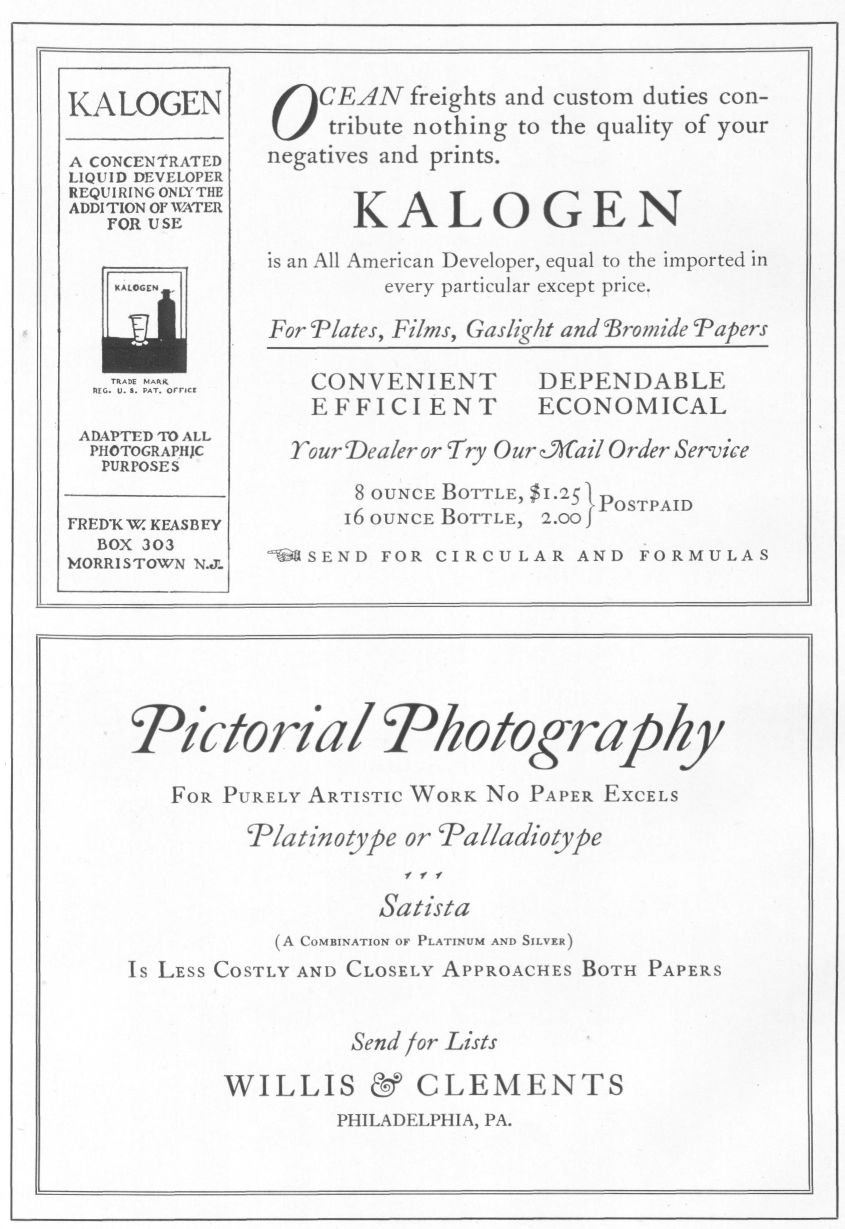 KALOGEN
A CONCENTRATED
LIQUID DEVELOPER
REQUIRING ONLY THE
ADDITION OF WATER
FOR USE
KALOGEN
TRADE MARK
REG. U. S. PAT. OFFICE
ADAPTED TO ALL
PHOTOGRAPHIC
PURPOSES
FRED'K W. KEASBEY
BOX 303
MORRISTOWN N.J.
OCEAN freights and custom duties con-
tribute nothing to the quality of your
negatives and prints.
KALOGEN
is an All American Developer, equal to the imported in
every particular except price.
For Plates, Films, Gaslight and Bromide Papers
CONVENIENT DEPENDABLE
EFFICIENT ECONOMICAL
Your Dealer or Try Our Mail Order Service
8 OUNCE BOTTLE, $1.25
16 OUNCE BOTTLE, 2.00
} POSTPAID
☜ SEND FOR CIRCULAR AND FORMULAS
Pictorial Photography
FOR PURELY ARTISTIC WORK NO PAPER EXCELS
Platinotype or Palladiotype
Satista
(A COMBINATION OF PLATINUM AND SILVER)
IS LESS COSTLY AND CLOSELY APPROACHES BOTH PAPERS
Send for Lists
WILLIS & CLEMENTS
PHILADELPHIA, PA.